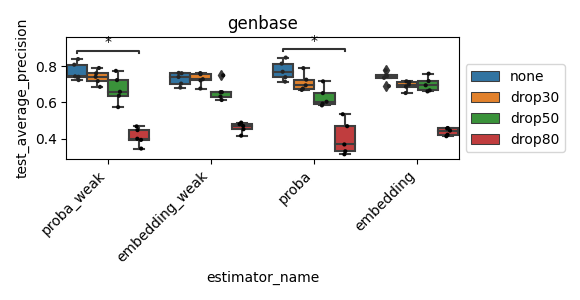 genbase
test_average_precision
0.8
0.6
0.4
*
*
none
drop30
drop50
drop80
proba_weak
embedding_weak
proba
embedding
estimator_name